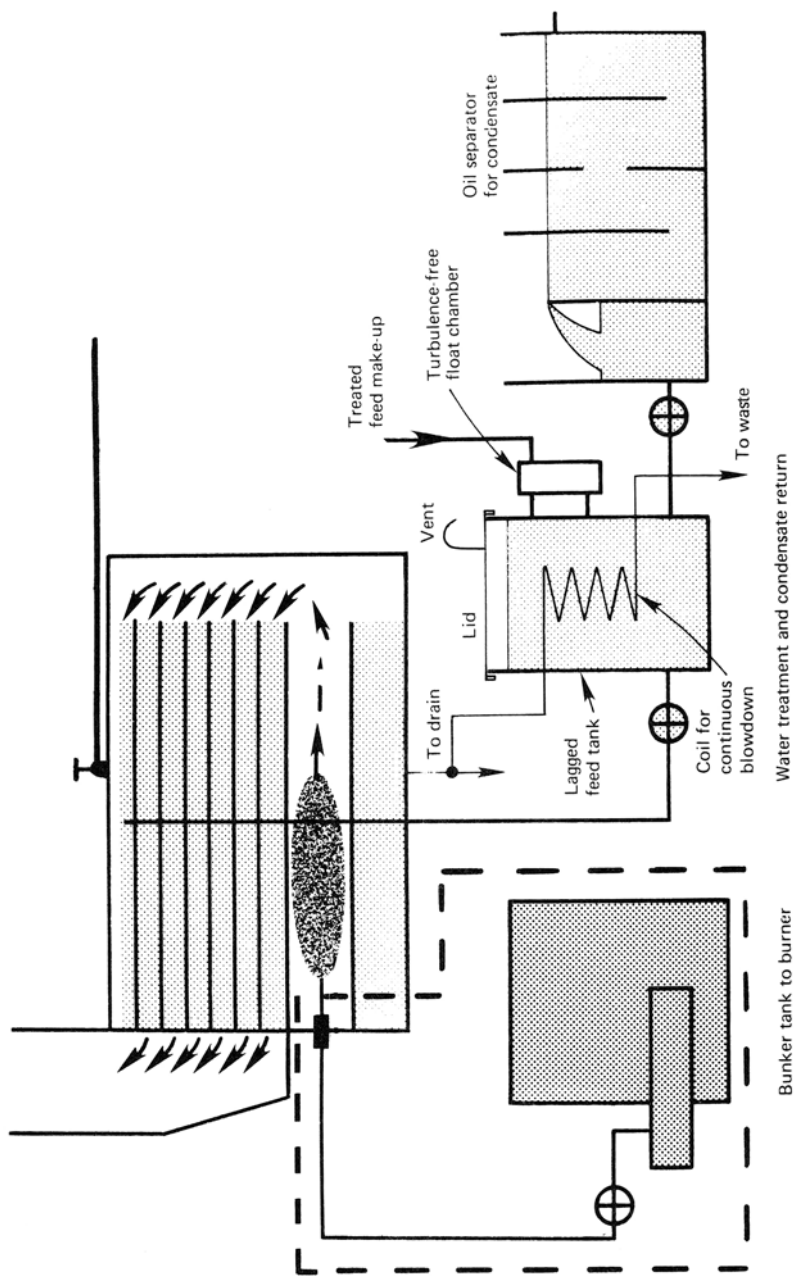 Oil separator
for condensate
Turbulence-free
float chamber
Treated
feed make-up
Vent
Lid
To waste
To drain
Lagged
feed tank
Coil for
continuous
blowdown
Water treatment and condensate return
Bunker tank to burner